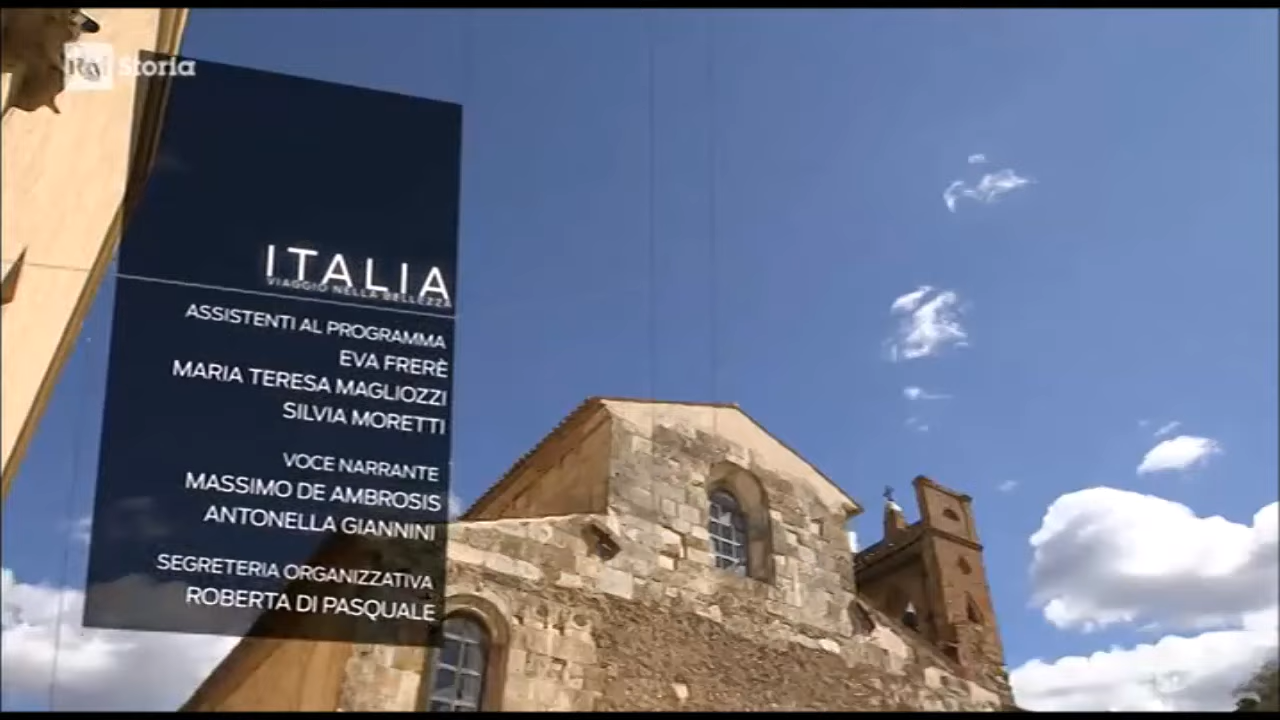 Rai Storia
ITALIA
VIAGGIO NELLA BELLEZZA
ASSISTENTI AL PROGRAMMA
EVA FRERÈ
MARIA TERESA MAGLIOZZI
SILVIA MORETTI
VOCE NARRANTE
MASSIMO DE AMBROSIS
ANTONELLA GIANNINI
SEGRETERIA ORGANIZZATIVA
ROBERTA DI PASQUALE